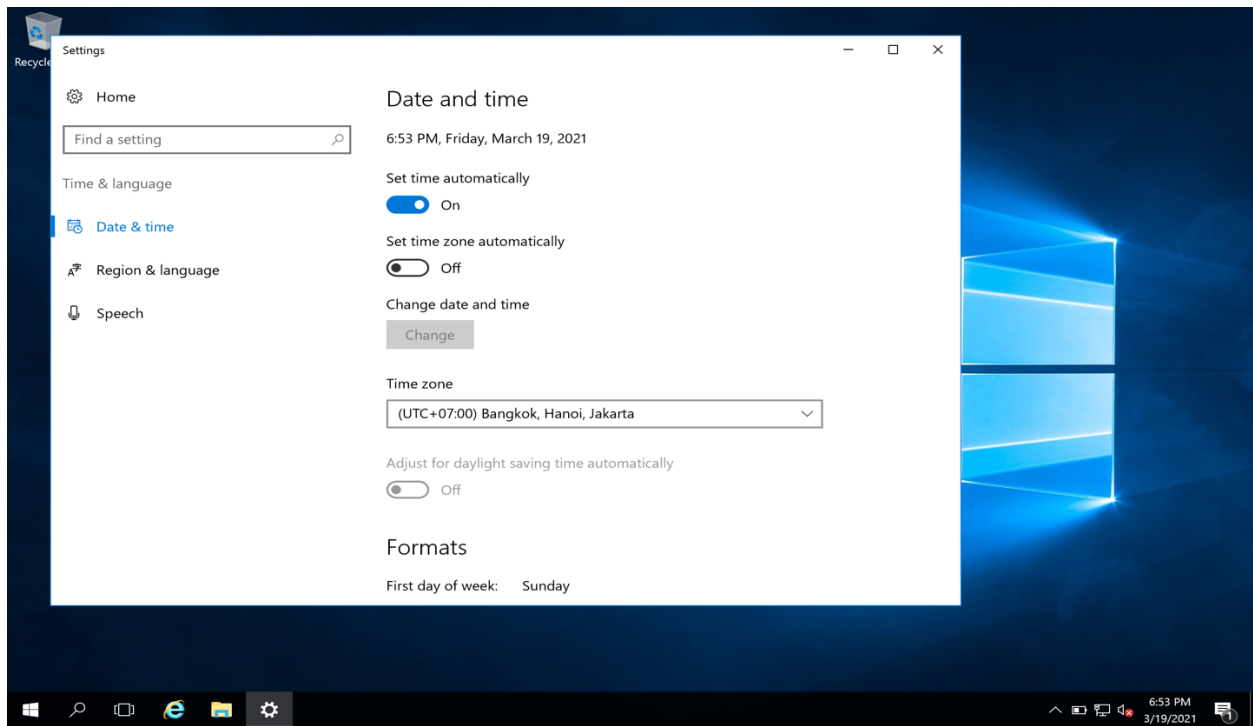 Recycle
Settings
Home
Find a setting
Time & language
Date & time
Region & language
Speech
Date and time
6:53 PM, Friday, March 19, 2021
Set time automatically
On
Set time zone automatically
Off
Change date and time
Change
Time zone
(UTC+07:00) Bangkok, Hanoi, Jakarta
Adjust for daylight saving time automatically
Off
Formats
First day of week: Sunday
6:53 PM
3/19/2021
1